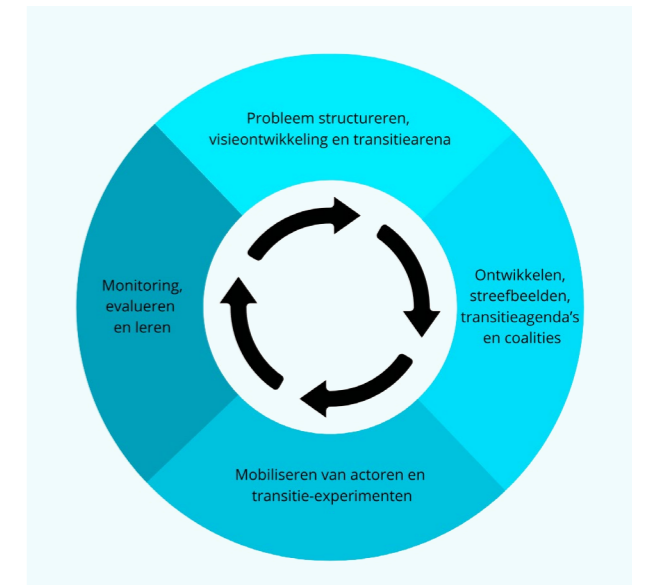 Probleem structureren,
visieontwikkeling en transitiearena
Ontwikkelen,
streefbeelden,
transitieagenda's
en coalities
Mobiliseren van actoren en
transitie-experimenten
Monitoring,
evalueren
en leren